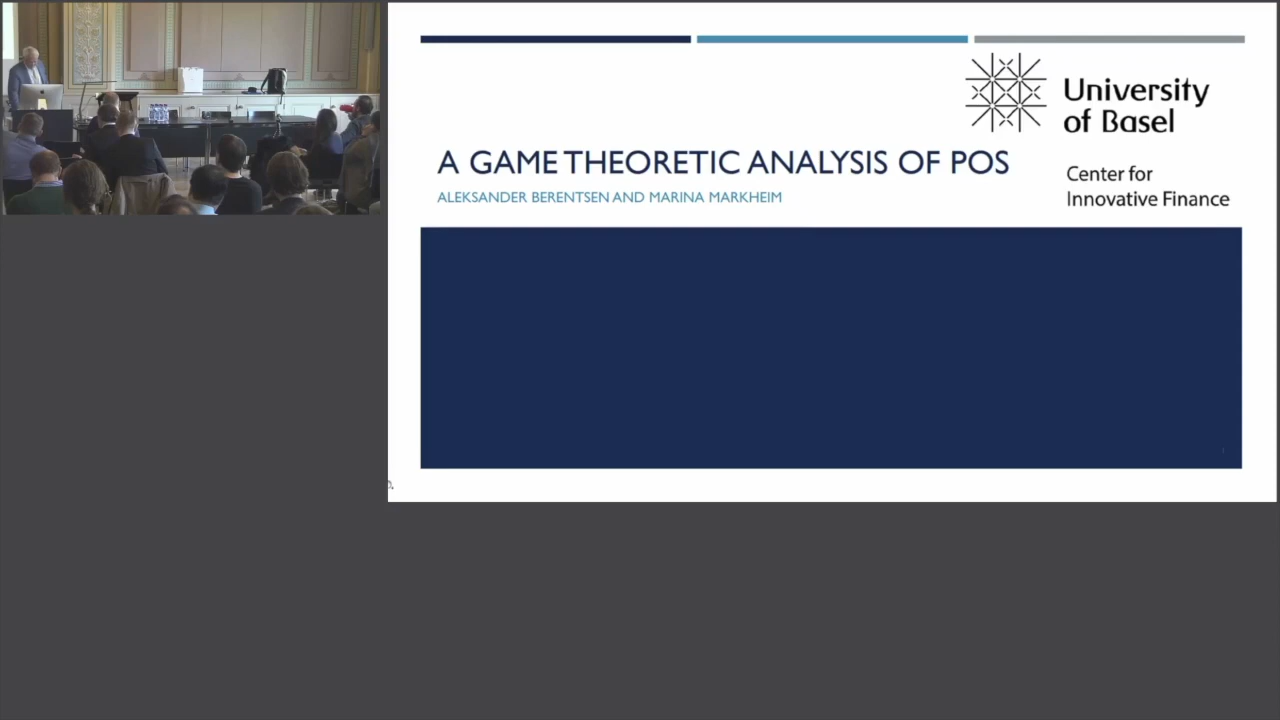 University
of Basel
A GAME THEORETIC ANALYSIS OF POS
Center for
ALEKSANDER BERENTSEN AND MARINA MARKHEIM
Innovative Finance